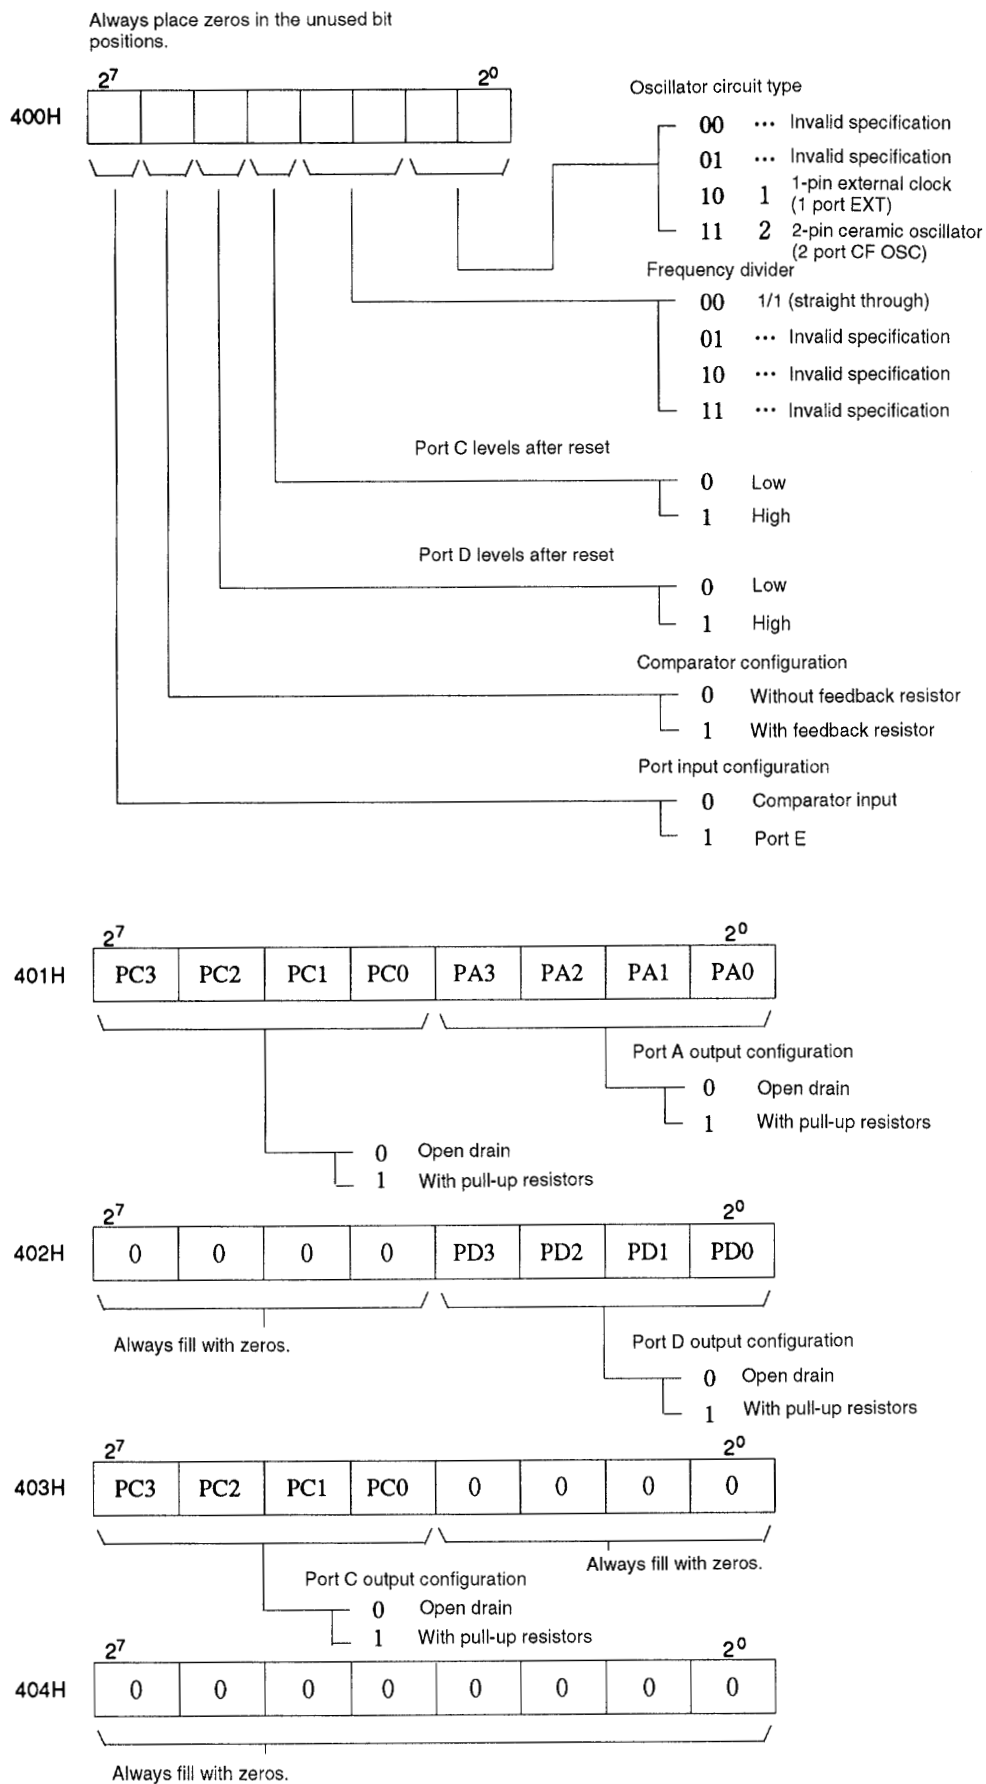 Always place zeros in the unused bit
positions.
2⁷ 2⁰
400H
Oscillator circuit type
00 ... Invalid specification
01 ... Invalid specification
10 1 1-pin external clock
(1 port EXT)
11 2 2-pin ceramic oscillator
(2 port CF OSC)
Frequency divider
00 1/1 (straight through)
01 ... Invalid specification
10 ... Invalid specification
11 ... Invalid specification
Port C levels after reset
0 Low
1 High
Port D levels after reset
0 Low
1 High
Comparator configuration
0 Without feedback resistor
1 With feedback resistor
Port input configuration
0 Comparator input
1 Port E
2⁷ 2⁰
401H PC3 PC2 PC1 PC0 PA3 PA2 PA1 PA0
Port A output configuration
0 Open drain
1 With pull-up resistors
0 Open drain
1 With pull-up resistors
2⁷ 2⁰
402H 0 0 0 0 PD3 PD2 PD1 PD0
Always fill with zeros.
Port D output configuration
0 Open drain
1 With pull-up resistors
2⁷ 2⁰
403H PC3 PC2 PC1 PC0 0 0 0 0
Always fill with zeros.
Port C output configuration
0 Open drain
1 With pull-up resistors
2⁷ 2⁰
404H 0 0 0 0 0 0 0 0
Always fill with zeros.